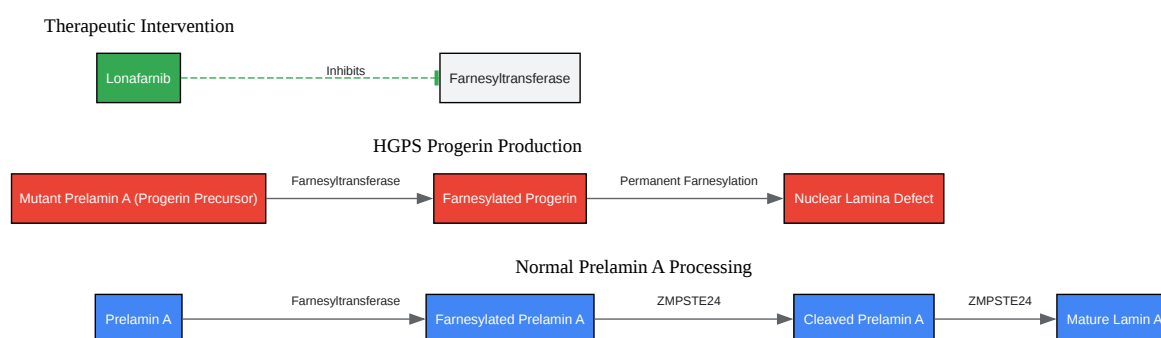 Therapeutic Intervention
Lonafarnib
Inhibits
Farnesyltransferase
HGPS Progerin Production
Mutant Prelamin A (Progerin Precursor)
Farnesyltransferase
Farnesylated Progerin
Permanent Farnesylation
Nuclear Lamina Defect
Normal Prelamin A Processing
Prelamin A
Farnesyltransferase
Farnesylated Prelamin A
ZMPSTE24
Cleaved Prelamin A
ZMPSTE24
Mature Lamin A